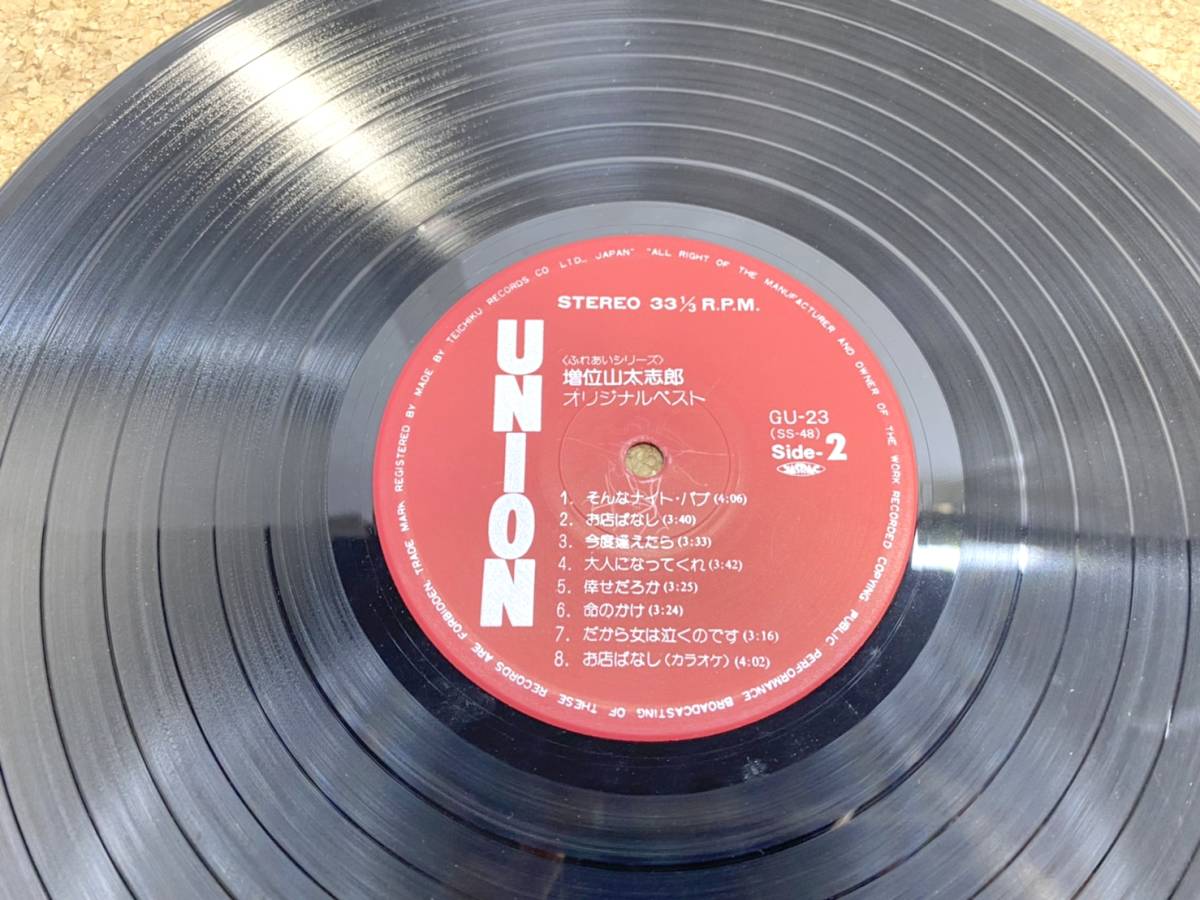 MADE BY TEICHIKU RECORDS CO LTD., JAPAN" "ALL RIGHT OF THE MANUFACTURER AND OWNER OF THE WORK RECORDED COPYING PUBLIC PERFORMANCE BROADCASTING OF THESE RECORDS ARE FORBIDDEN. TRADE MARK REGISTERED BY
STEREO 33 1/3 R.P.M.
UNION
〈ふれあいシリーズ〉
増位山太志郎
オリジナルベスト
GU-23
(SS-48)
Side-2
1. そんなナイト・パブ (4:06)
2. お店ばなし (3:40)
3. 今度逢えたら (3:33)
4. 大人になってくれ (3:42)
5. 倖せだろか (3:25)
6. 命のかけ (3:24)
7. だから女は泣くのです (3:16)
8. お店ばなし (カラオケ) (4:02)